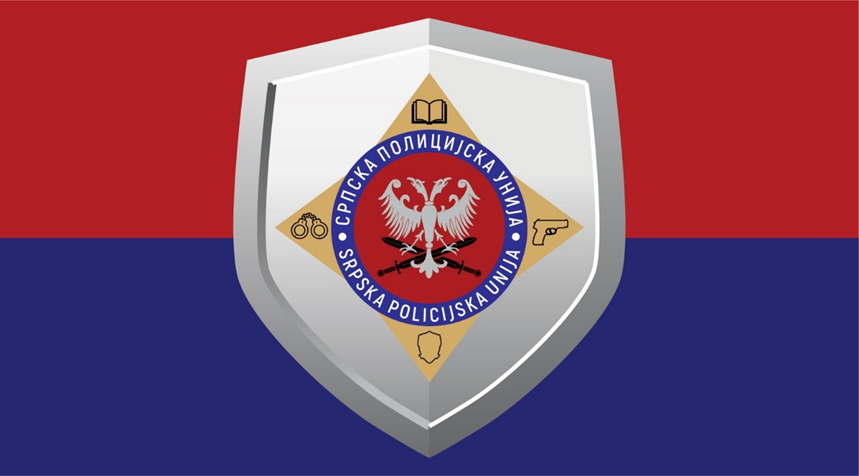 СРПСКА ПОЛИЦИЈСКА УНИЈА
SRPSKA POLICIJSKA UNIJA